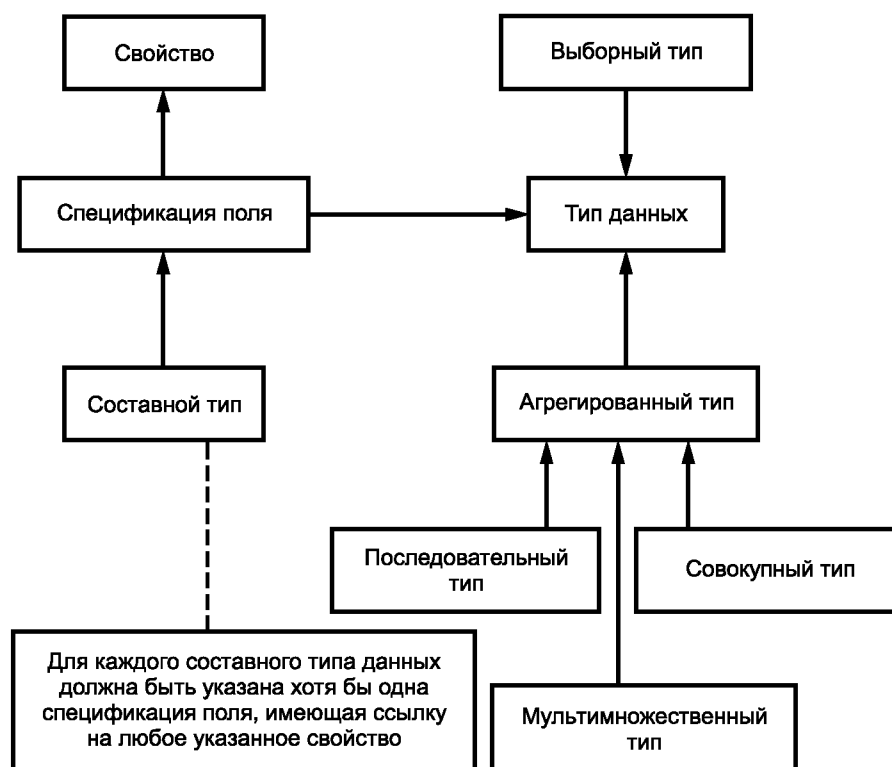 Свойство
Выборный тип
Спецификация поля
Тип данных
Составной тип
Агрегированный тип
Последовательный
тип
Совокупный тип
Для каждого составного типа данных
должна быть указана хотя бы одна
спецификация поля, имеющая ссылку
на любое указанное свойство
Мультимножественный
тип